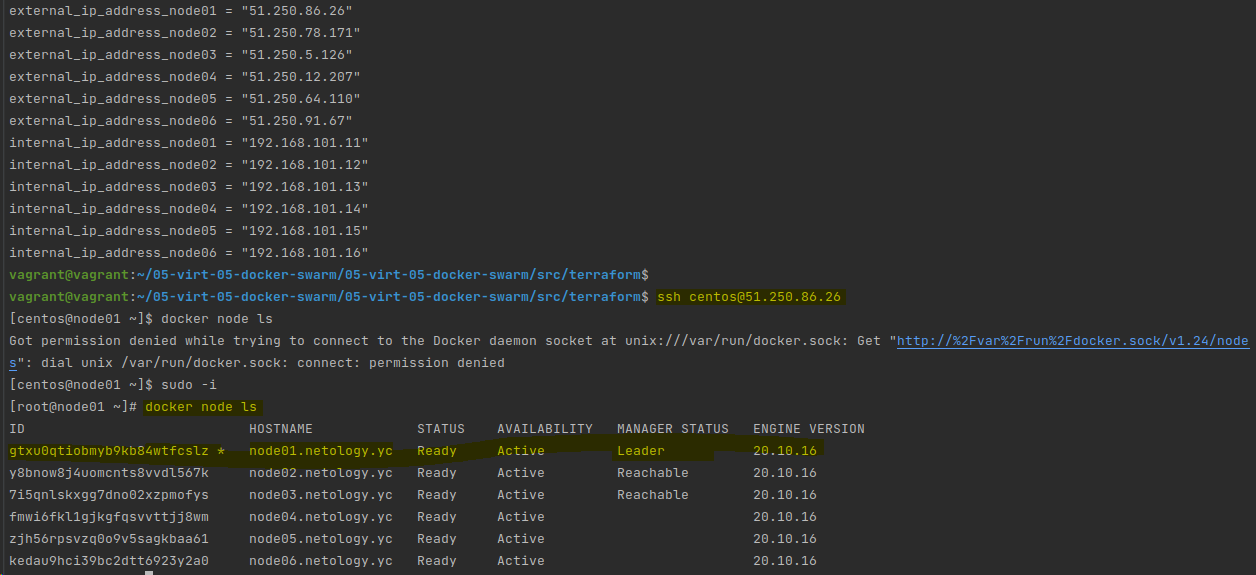 external_ip_address_node01 = "51.250.86.26"
external_ip_address_node02 = "51.250.78.171"
external_ip_address_node03 = "51.250.5.126"
external_ip_address_node04 = "51.250.12.207"
external_ip_address_node05 = "51.250.64.110"
external_ip_address_node06 = "51.250.91.67"
internal_ip_address_node01 = "192.168.101.11"
internal_ip_address_node02 = "192.168.101.12"
internal_ip_address_node03 = "192.168.101.13"
internal_ip_address_node04 = "192.168.101.14"
internal_ip_address_node05 = "192.168.101.15"
internal_ip_address_node06 = "192.168.101.16"
vagrant@vagrant:~/05-virt-05-docker-swarm/05-virt-05-docker-swarm/src/terraform$
vagrant@vagrant:~/05-virt-05-docker-swarm/05-virt-05-docker-swarm/src/terraform$ ssh centos@51.250.86.26
[centos@node01 ~]$ docker node ls
Got permission denied while trying to connect to the Docker daemon socket at unix:///var/run/docker.sock: Get "http://%2Fvar%2Frun%2Fdocker.sock/v1.24/node
s": dial unix /var/run/docker.sock: connect: permission denied
[centos@node01 ~]$ sudo -i
[root@node01 ~]# docker node ls
ID HOSTNAME STATUS AVAILABILITY MANAGER STATUS ENGINE VERSION
gtxu0qtiobmyb9kb84wtfcslz * node01.netology.yc Ready Active Leader 20.10.16
y8bnow8j4uomcnts8vvdl567k node02.netology.yc Ready Active Reachable 20.10.16
7i5qnlskxgg7dno02xzpmofys node03.netology.yc Ready Active Reachable 20.10.16
fmwi6fkl1gjkgfqsvvttjj8wm node04.netology.yc Ready Active 20.10.16
zjh56rpsvzq0o9v5sagkbaa61 node05.netology.yc Ready Active 20.10.16
kedau9hci39bc2dtt6923y2a0 node06.netology.yc Ready Active 20.10.16